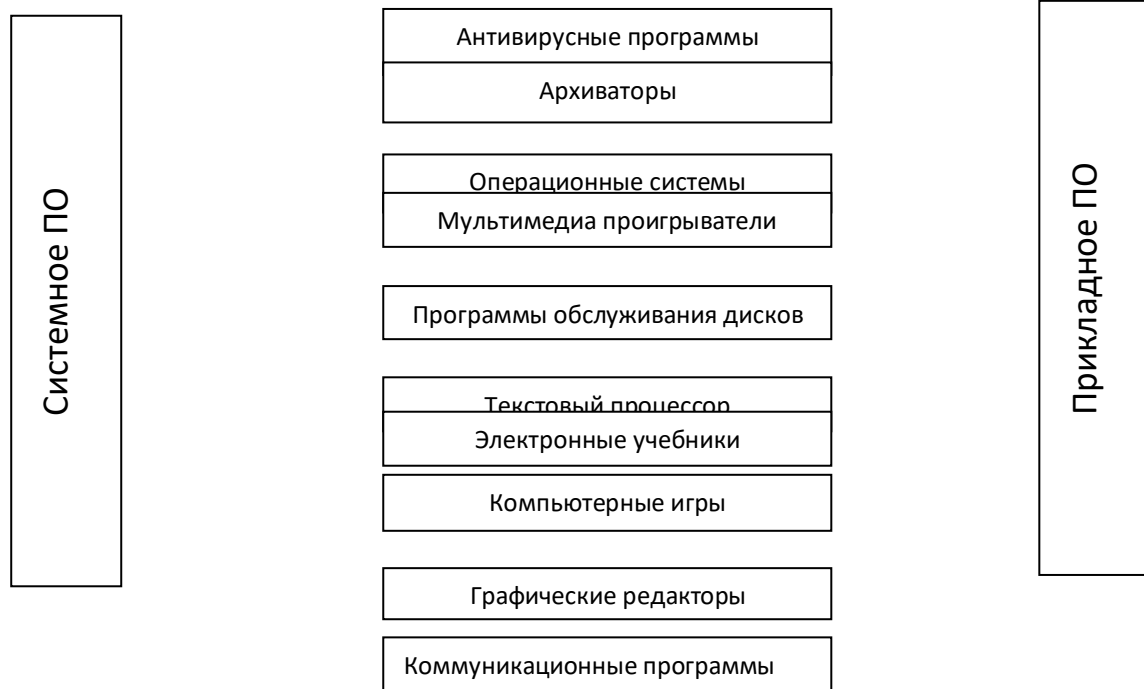 Системное ПО
Антивирусные программы
Архиваторы
Операционные системы
Мультимедиа проигрыватели
Программы обслуживания дисков
Текстовый процессор
Электронные учебники
Компьютерные игры
Графические редакторы
Коммуникационные программы
Прикладное ПО